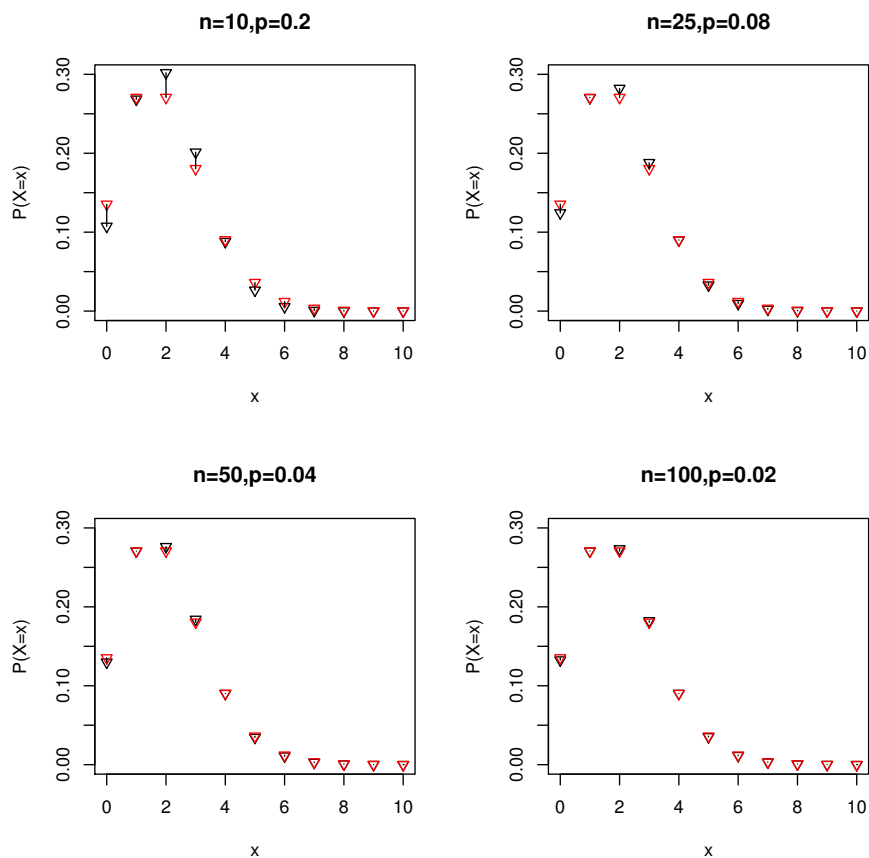 n=10,p=0.2
P(X=x)
0.00 0.10 0.20 0.30
0 2 4 6 8 10
x
n=25,p=0.08
P(X=x)
0.00 0.10 0.20 0.30
0 2 4 6 8 10
x
n=50,p=0.04
P(X=x)
0.00 0.10 0.20 0.30
0 2 4 6 8 10
x
n=100,p=0.02
P(X=x)
0.00 0.10 0.20 0.30
0 2 4 6 8 10
x